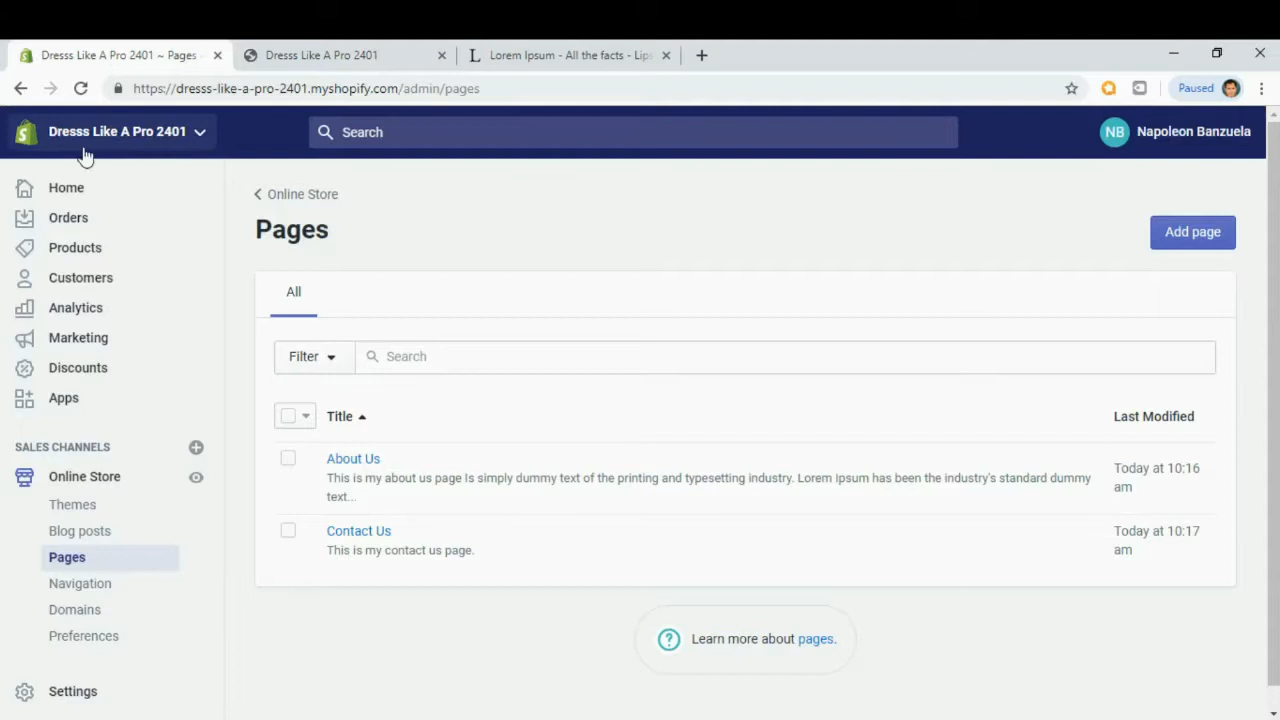 Dresss Like A Pro 2401 ~ Pages
Dresss Like A Pro 2401
Lorem Ipsum - All the facts - Lips
https://dresss-like-a-pro-2401.myshopify.com/admin/pages
Paused
Dresss Like A Pro 2401
Search
NB
Napoleon Banzuela
Home
Orders
Products
Customers
Analytics
Marketing
Discounts
Apps
SALES CHANNELS
Online Store
Themes
Blog posts
Pages
Navigation
Domains
Preferences
Settings
Online Store
Pages
Add page
All
Filter
Search
Title
Last Modified
About Us
This is my about us page Is simply dummy text of the printing and typesetting industry. Lorem Ipsum has been the industry's standard dummy
text...
Today at 10:16
am
Contact Us
This is my contact us page.
Today at 10:17
am
Learn more about pages.